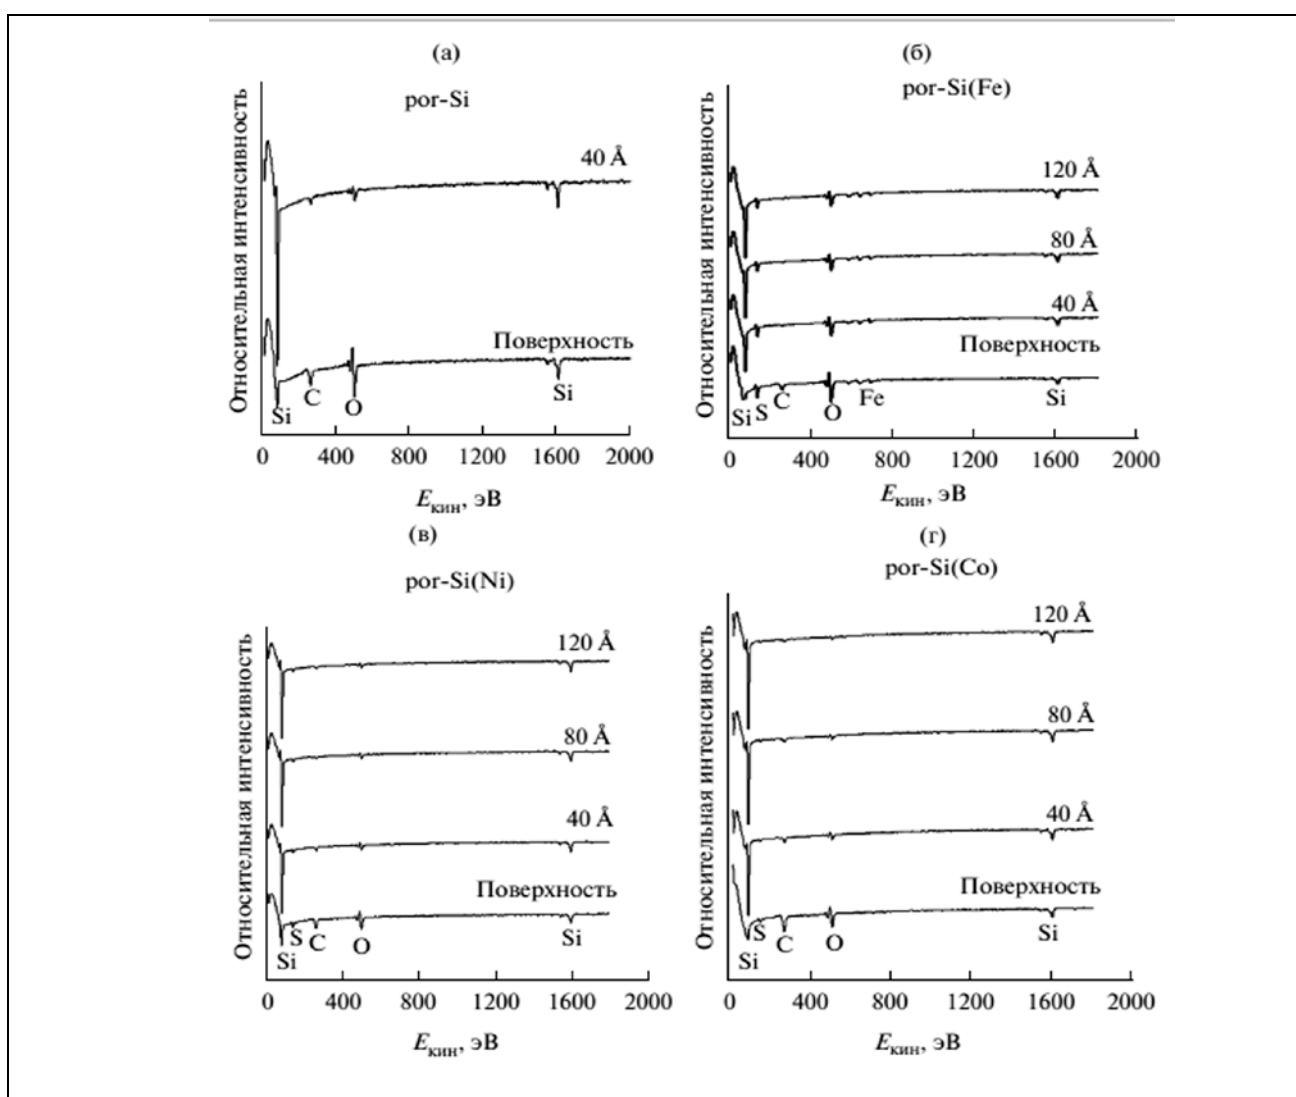 (а)
por-Si
Относительная интенсивность
40 Å
Поверхность
Si
C
O
Si
0 400 800 1200 1600 2000
Eкин, эВ
(б)
por-Si(Fe)
Относительная интенсивность
120 Å
80 Å
40 Å
Поверхность
Si
S
C
O
Fe
Si
0 400 800 1200 1600 2000
Eкин, эВ
(в)
por-Si(Ni)
Относительная интенсивность
120 Å
80 Å
40 Å
Поверхность
Si
S
C
O
Si
0 400 800 1200 1600 2000
Eкин, эВ
(г)
por-Si(Co)
Относительная интенсивность
120 Å
80 Å
40 Å
Поверхность
Si
S
C
O
Si
0 400 800 1200 1600 2000
Eкин, эВ